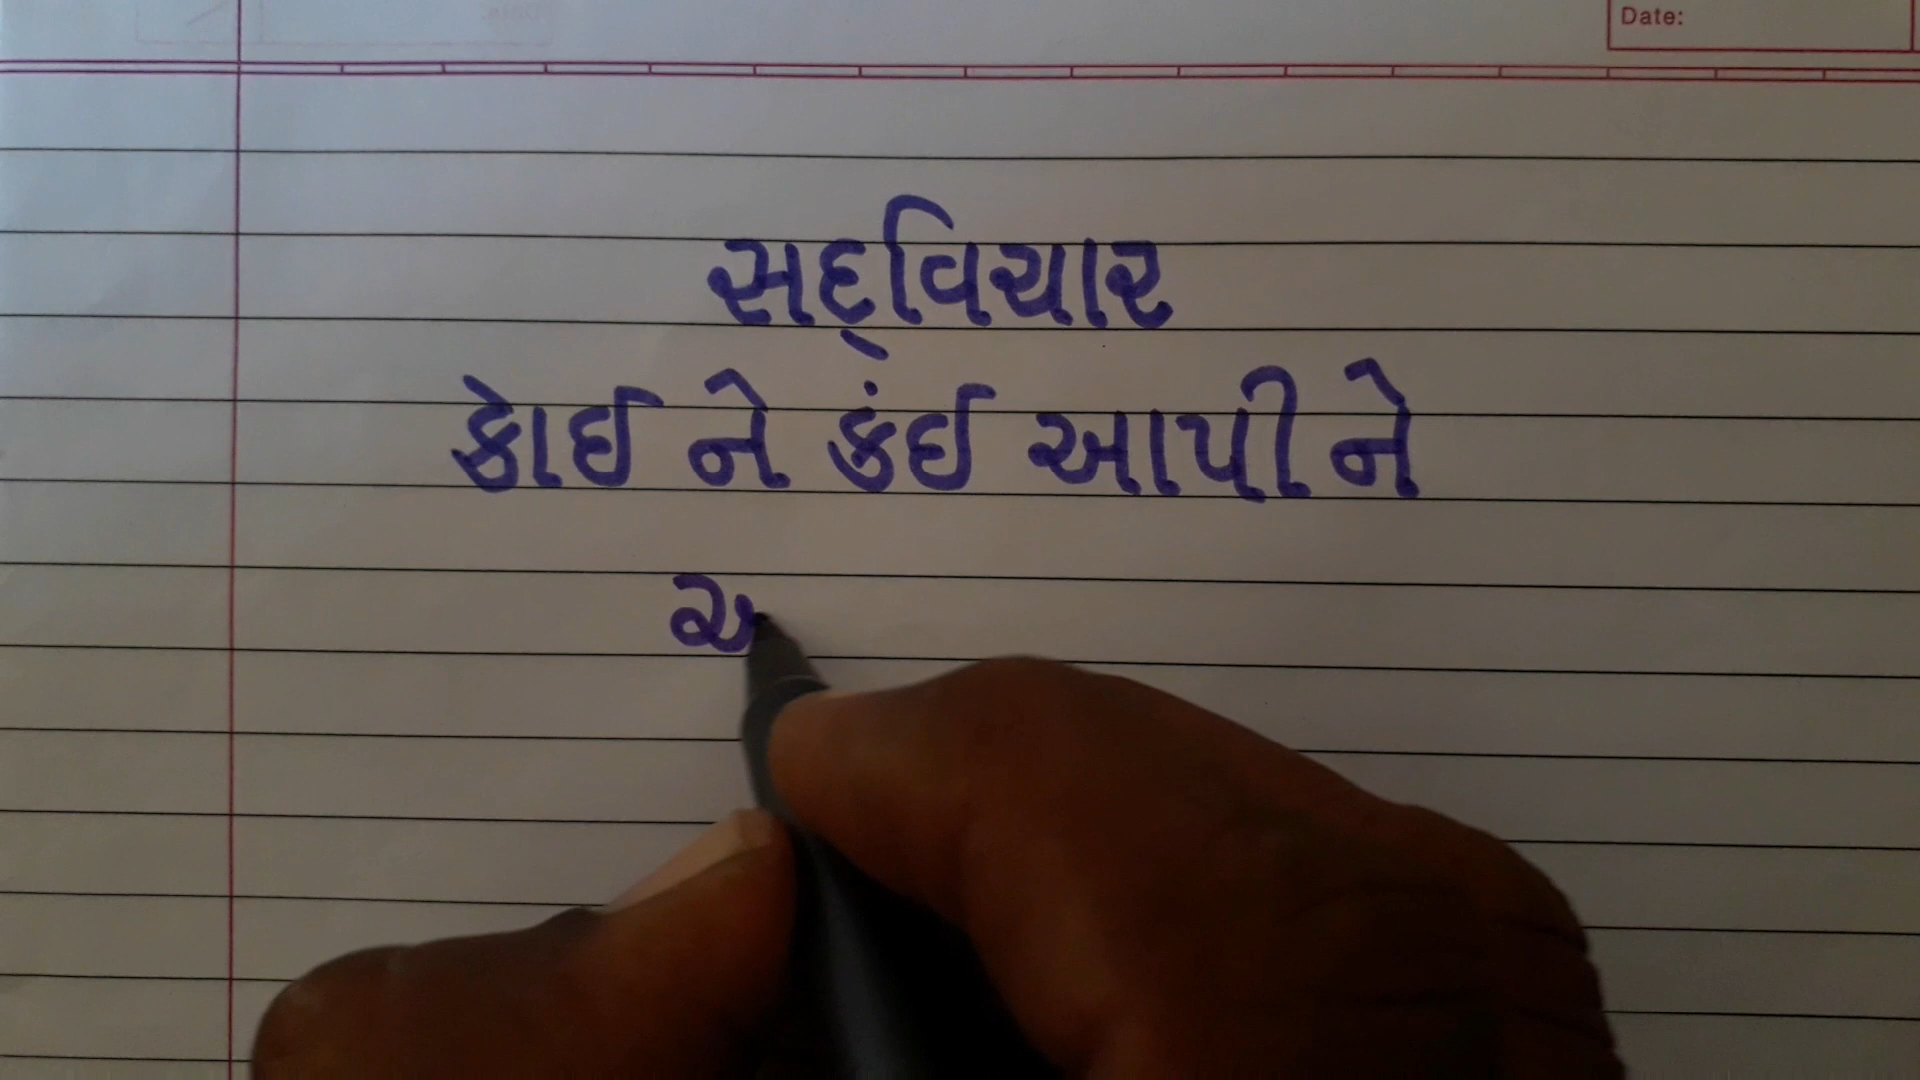 Date:
સદ્વિચાર
કોઈ ને કંઈ આપી ને
અ